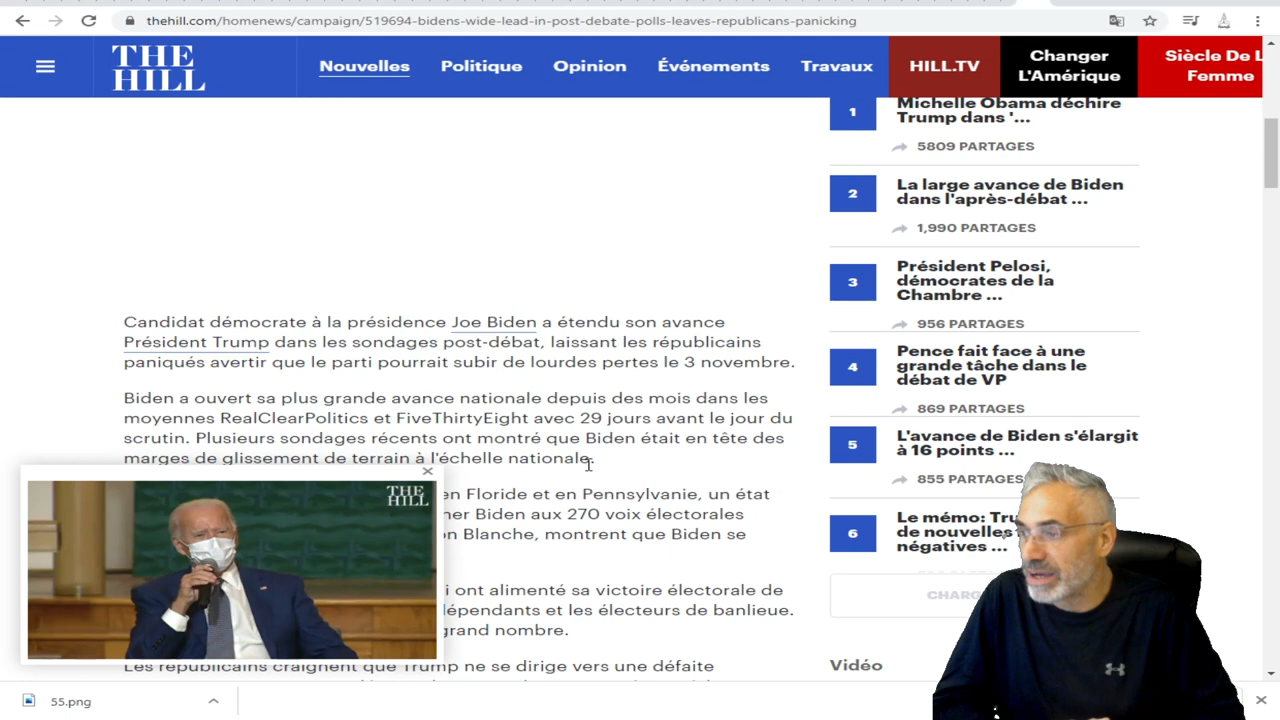 thehill.com/homenews/campaign/519694-bidens-wide-lead-in-post-debate-polls-leaves-republicans-panicking
THE
HILL
Nouvelles
Politique
Opinion
Événements
Travaux
HILL.TV
Changer
L'Amérique
Siècle De L
Femme
1
Michelle Obama déchire
Trump dans '...
5809 PARTAGES
2
La large avance de Biden
dans l'après-débat ...
1,990 PARTAGES
3
Président Pelosi,
démocrates de la
Chambre ...
956 PARTAGES
4
Pence fait face à une
grande tâche dans le
débat de VP
869 PARTAGES
5
L'avance de Biden s'élargit
à 16 points ...
855 PARTAGES
6
Le mémo: Tru
de nouvelles
négatives ...
CHARG
Vidéo
Candidat démocrate à la présidence Joe Biden a étendu son avance
Président Trump dans les sondages post-débat, laissant les républicains
paniqués avertir que le parti pourrait subir de lourdes pertes le 3 novembre.
Biden a ouvert sa plus grande avance nationale depuis des mois dans les
moyennes RealClearPolitics et FiveThirtyEight avec 29 jours avant le jour du
scrutin. Plusieurs sondages récents ont montré que Biden était en tête des
marges de glissement de terrain à l'échelle nationale.
en Floride et en Pennsylvanie, un état
ner Biden aux 270 voix électorales
on Blanche, montrent que Biden se
i ont alimenté sa victoire électorale de
dépendants et les électeurs de banlieue.
grand nombre.
Les républicains craignent que Trump ne se dirige vers une défaite
THE
HILL
55.png